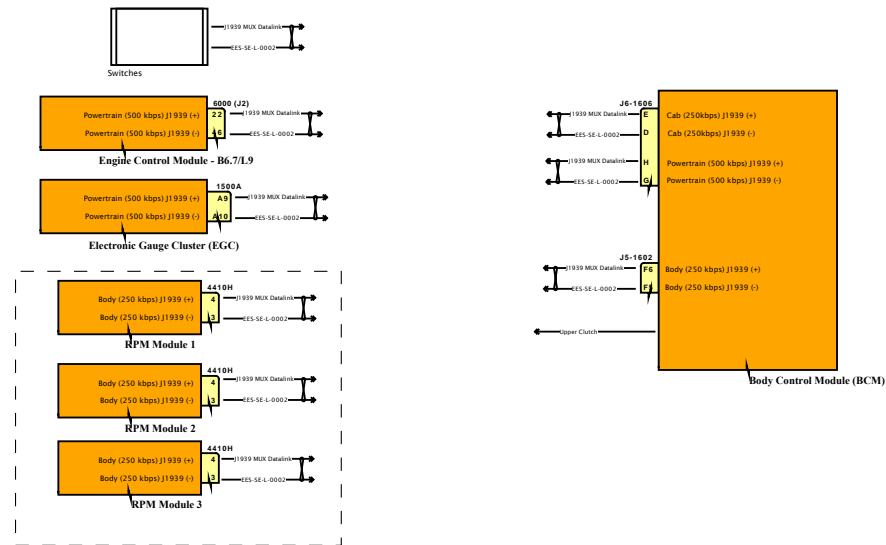 J1939 MUX Datalink
EES-SE-L-0002
Switches
6000 (J2)
Powertrain (500 kbps) J1939 (+)
22
J1939 MUX Datalink
Powertrain (500 kbps) J1939 (-)
EES-SE-L-0002
Engine Control Module - B6.7/L9
1500A
Powertrain (500 kbps) J1939 (+)
A9
J1939 MUX Datalink
Powertrain (500 kbps) J1939 (-)
A10
EES-SE-L-0002
Electronic Gauge Cluster (EGC)
4410H
Body (250 kbps) J1939 (+)
4
J1939 MUX Datalink
Body (250 kbps) J1939 (-)
3
EES-SE-L-0002
RPM Module 1
4410H
Body (250 kbps) J1939 (+)
4
J1939 MUX Datalink
Body (250 kbps) J1939 (-)
3
EES-SE-L-0002
RPM Module 2
4410H
Body (250 kbps) J1939 (+)
4
J1939 MUX Datalink
Body (250 kbps) J1939 (-)
3
EES-SE-L-0002
RPM Module 3
J6-1606
J1939 MUX Datalink
E
Cab (250kbps) J1939 (+)
EES-SE-L-0002
D
Cab (250kbps) J1939 (-)
J1939 MUX Datalink
H
Powertrain (500 kbps) J1939 (+)
EES-SE-L-0002
G
Powertrain (500 kbps) J1939 (-)
J5-1602
J1939 MUX Datalink
F6
Body (250 kbps) J1939 (+)
EES-SE-L-0002
Body (250 kbps) J1939 (-)
Upper Clutch
Body Control Module (BCM)